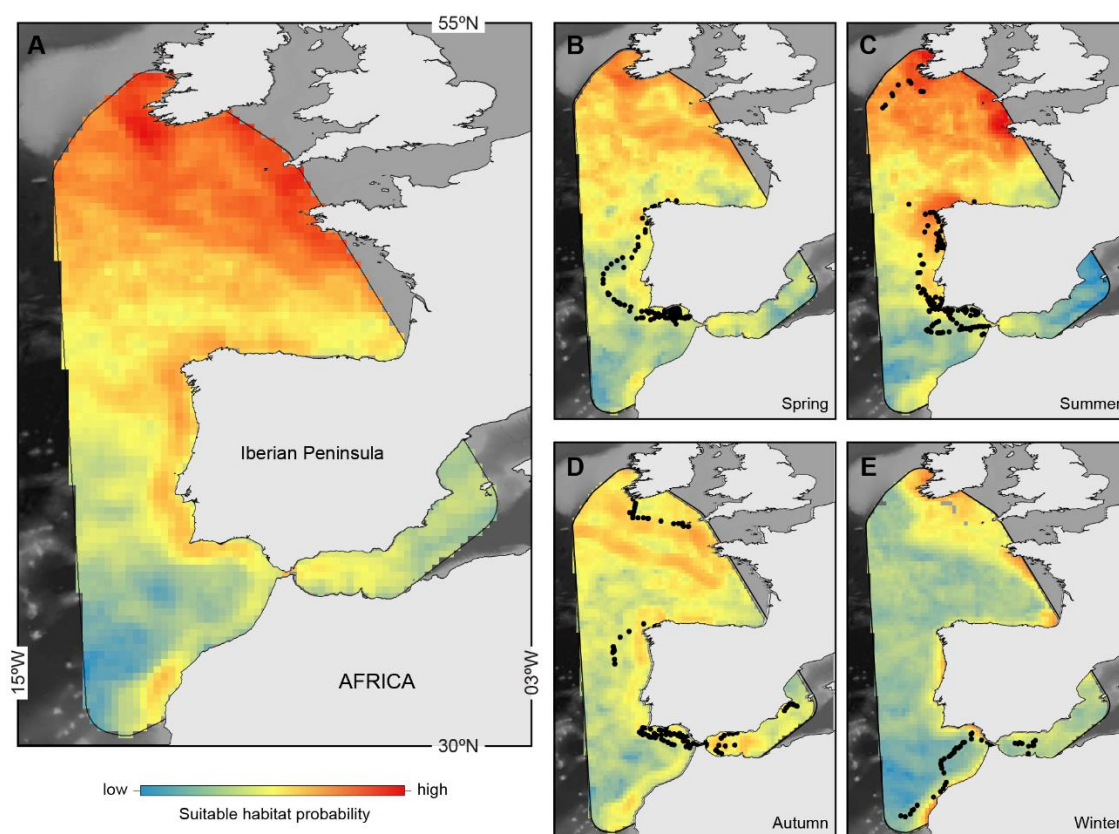 A
55ºN
B
C
Iberian Peninsula
Spring
Summer
D
E
15ºW
AFRICA
03ºW
30ºN
low
high
Suitable habitat probability
Autumn
Winter